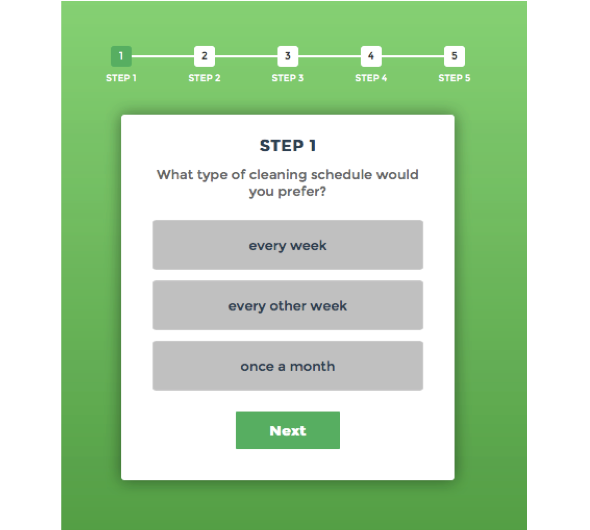 1 2 3 4 5
STEP 1 STEP 2 STEP 3 STEP 4 STEP 5
STEP 1
What type of cleaning schedule would
you prefer?
every week
every other week
once a month
Next